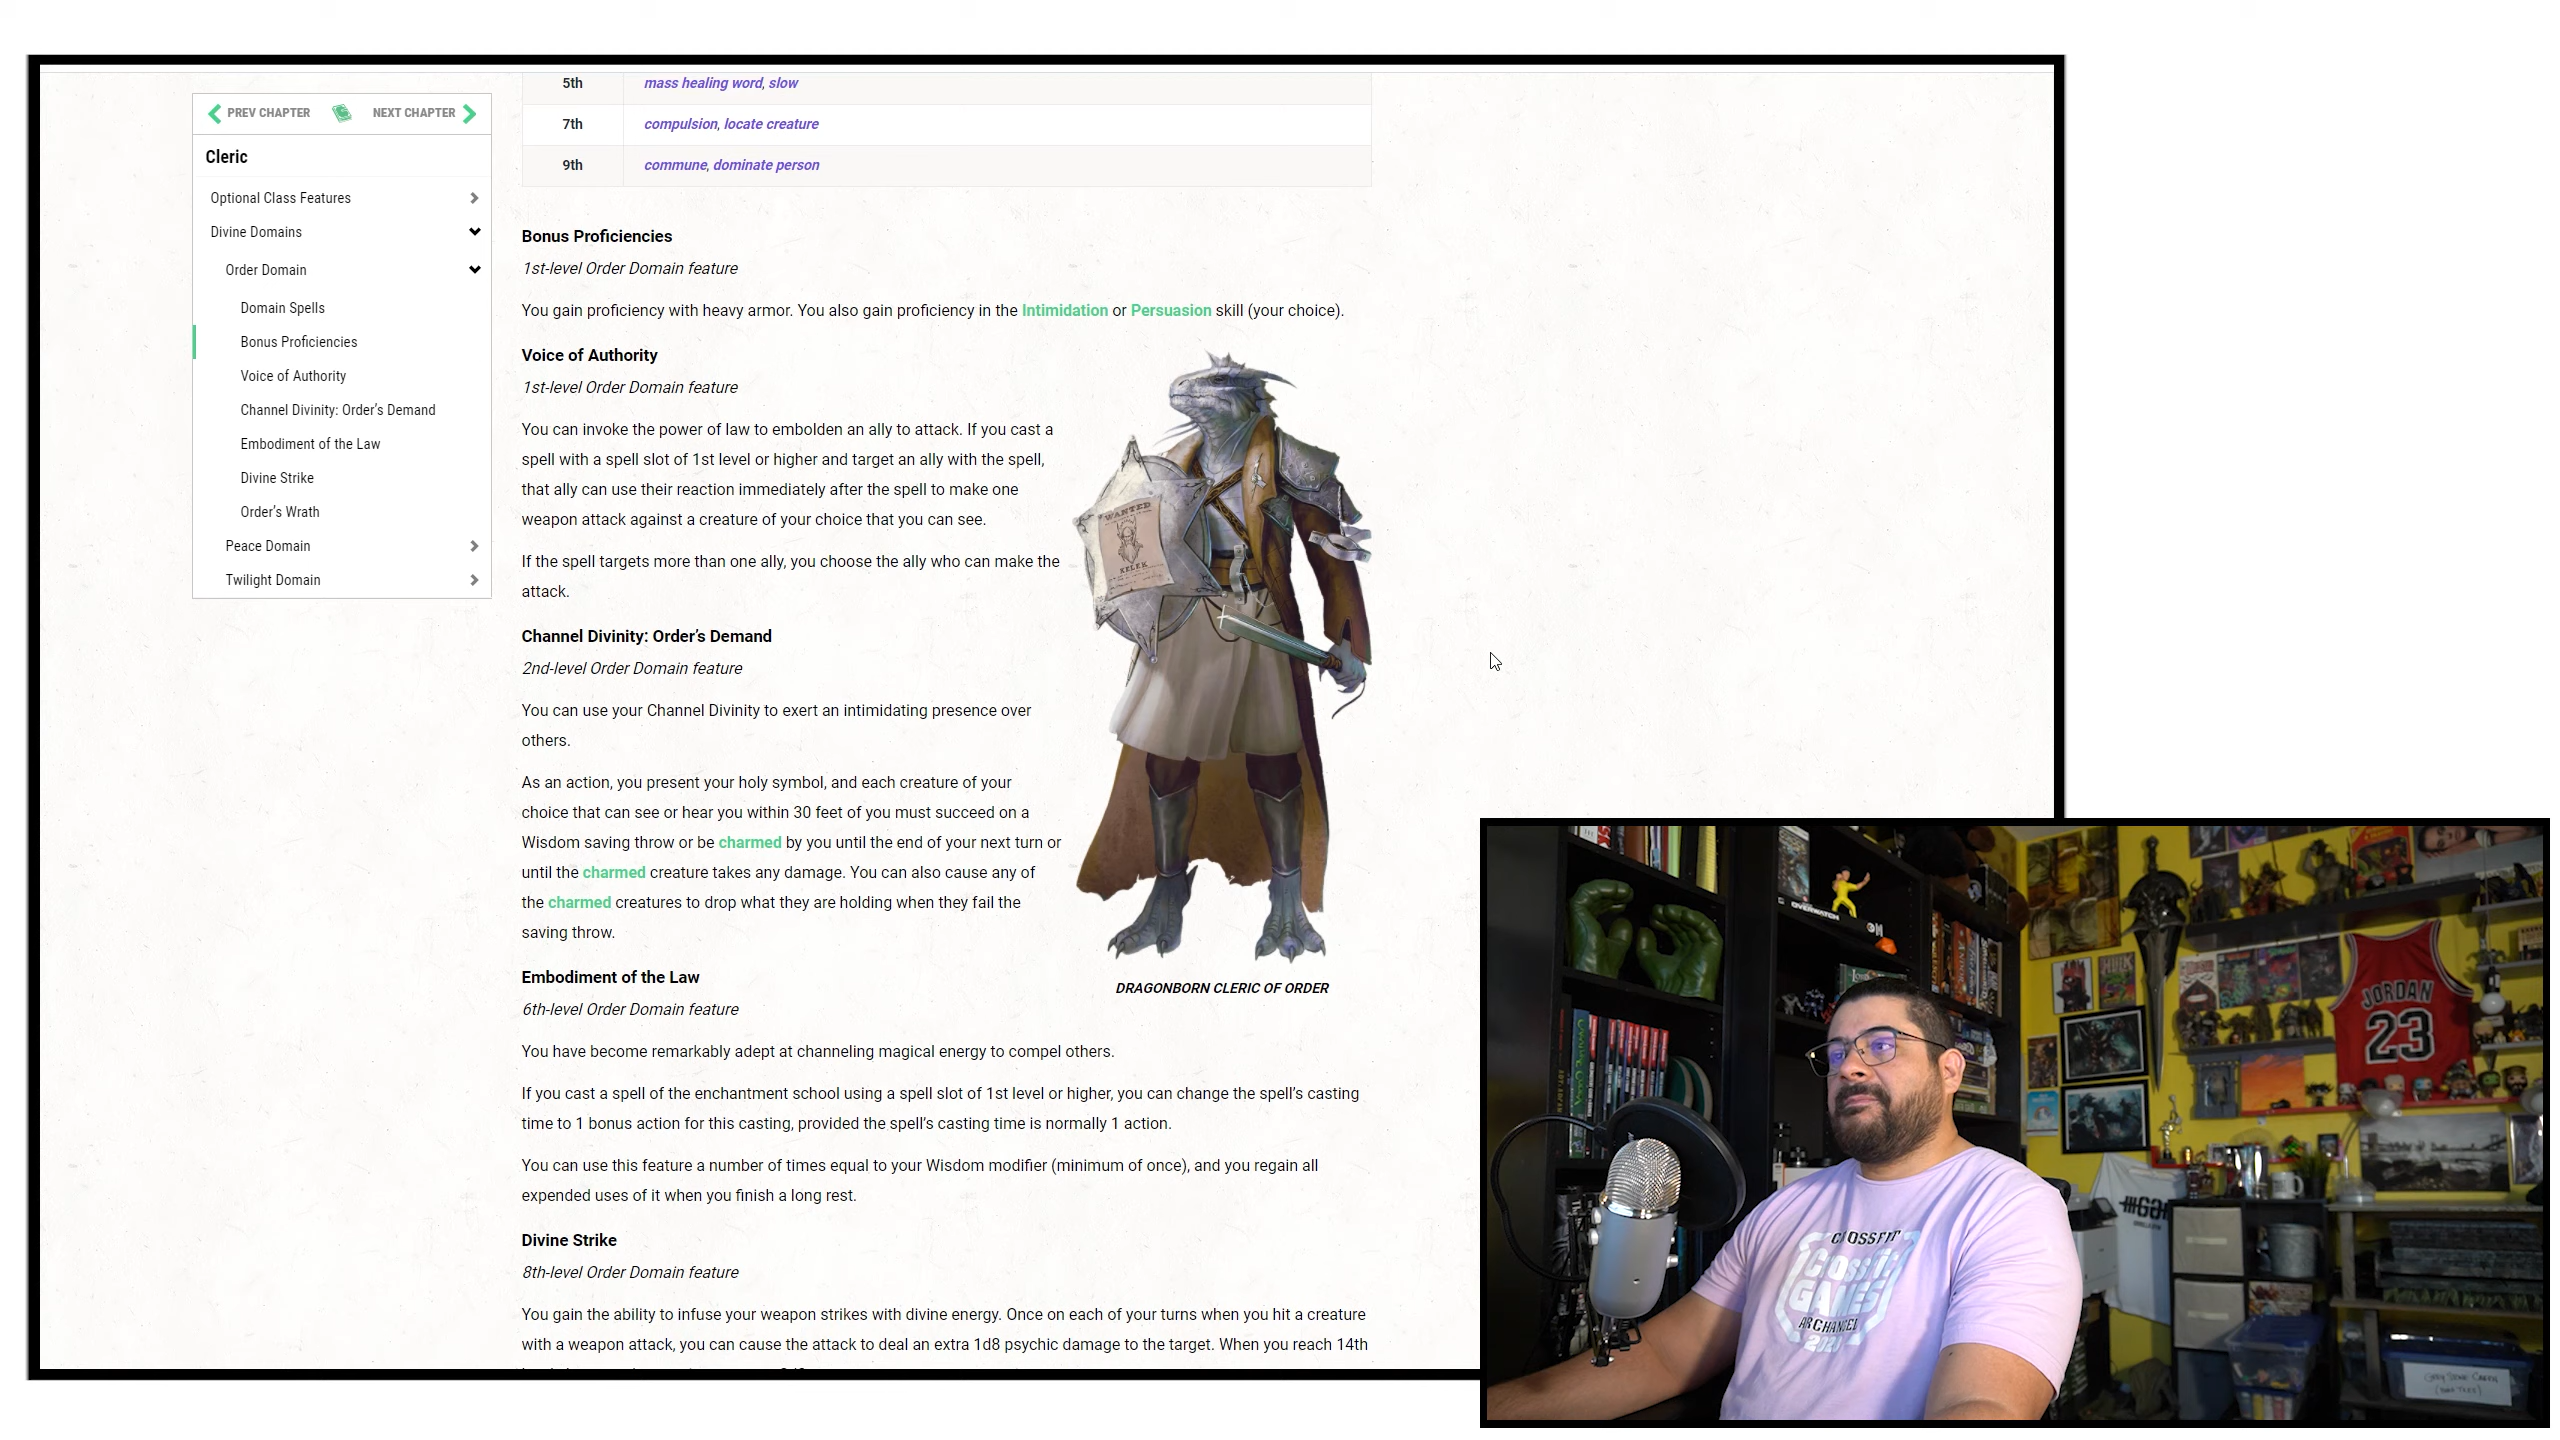 PREV CHAPTER
NEXT CHAPTER
Cleric
Optional Class Features
Divine Domains
Order Domain
Domain Spells
Bonus Proficiencies
Voice of Authority
Channel Divinity: Order’s Demand
Embodiment of the Law
Divine Strike
Order’s Wrath
Peace Domain
Twilight Domain
5th mass healing word, slow
7th compulsion, locate creature
9th commune, dominate person
Bonus Proficiencies
1st-level Order Domain feature
You gain proficiency with heavy armor. You also gain proficiency in the Intimidation or Persuasion skill (your choice).
Voice of Authority
1st-level Order Domain feature
You can invoke the power of law to embolden an ally to attack. If you cast a
spell with a spell slot of 1st level or higher and target an ally with the spell,
that ally can use their reaction immediately after the spell to make one
weapon attack against a creature of your choice that you can see.
If the spell targets more than one ally, you choose the ally who can make the
attack.
WANTED
KELEK
Channel Divinity: Order’s Demand
2nd-level Order Domain feature
You can use your Channel Divinity to exert an intimidating presence over
others.
As an action, you present your holy symbol, and each creature of your
choice that can see or hear you within 30 feet of you must succeed on a
Wisdom saving throw or be charmed by you until the end of your next turn or
until the charmed creature takes any damage. You can also cause any of
the charmed creatures to drop what they are holding when they fail the
saving throw.
DRAGONBORN CLERIC OF ORDER
Embodiment of the Law
6th-level Order Domain feature
You have become remarkably adept at channeling magical energy to compel others.
If you cast a spell of the enchantment school using a spell slot of 1st level or higher, you can change the spell’s casting
time to 1 bonus action for this casting, provided the spell’s casting time is normally 1 action.
You can use this feature a number of times equal to your Wisdom modifier (minimum of once), and you regain all
expended uses of it when you finish a long rest.
Divine Strike
8th-level Order Domain feature
You gain the ability to infuse your weapon strikes with divine energy. Once on each of your turns when you hit a creature
with a weapon attack, you can cause the attack to deal an extra 1d8 psychic damage to the target. When you reach 14th
OVERWATCH
JORDAN
23
HULK
CROSSFIT
GAMES
ARCHANGEL